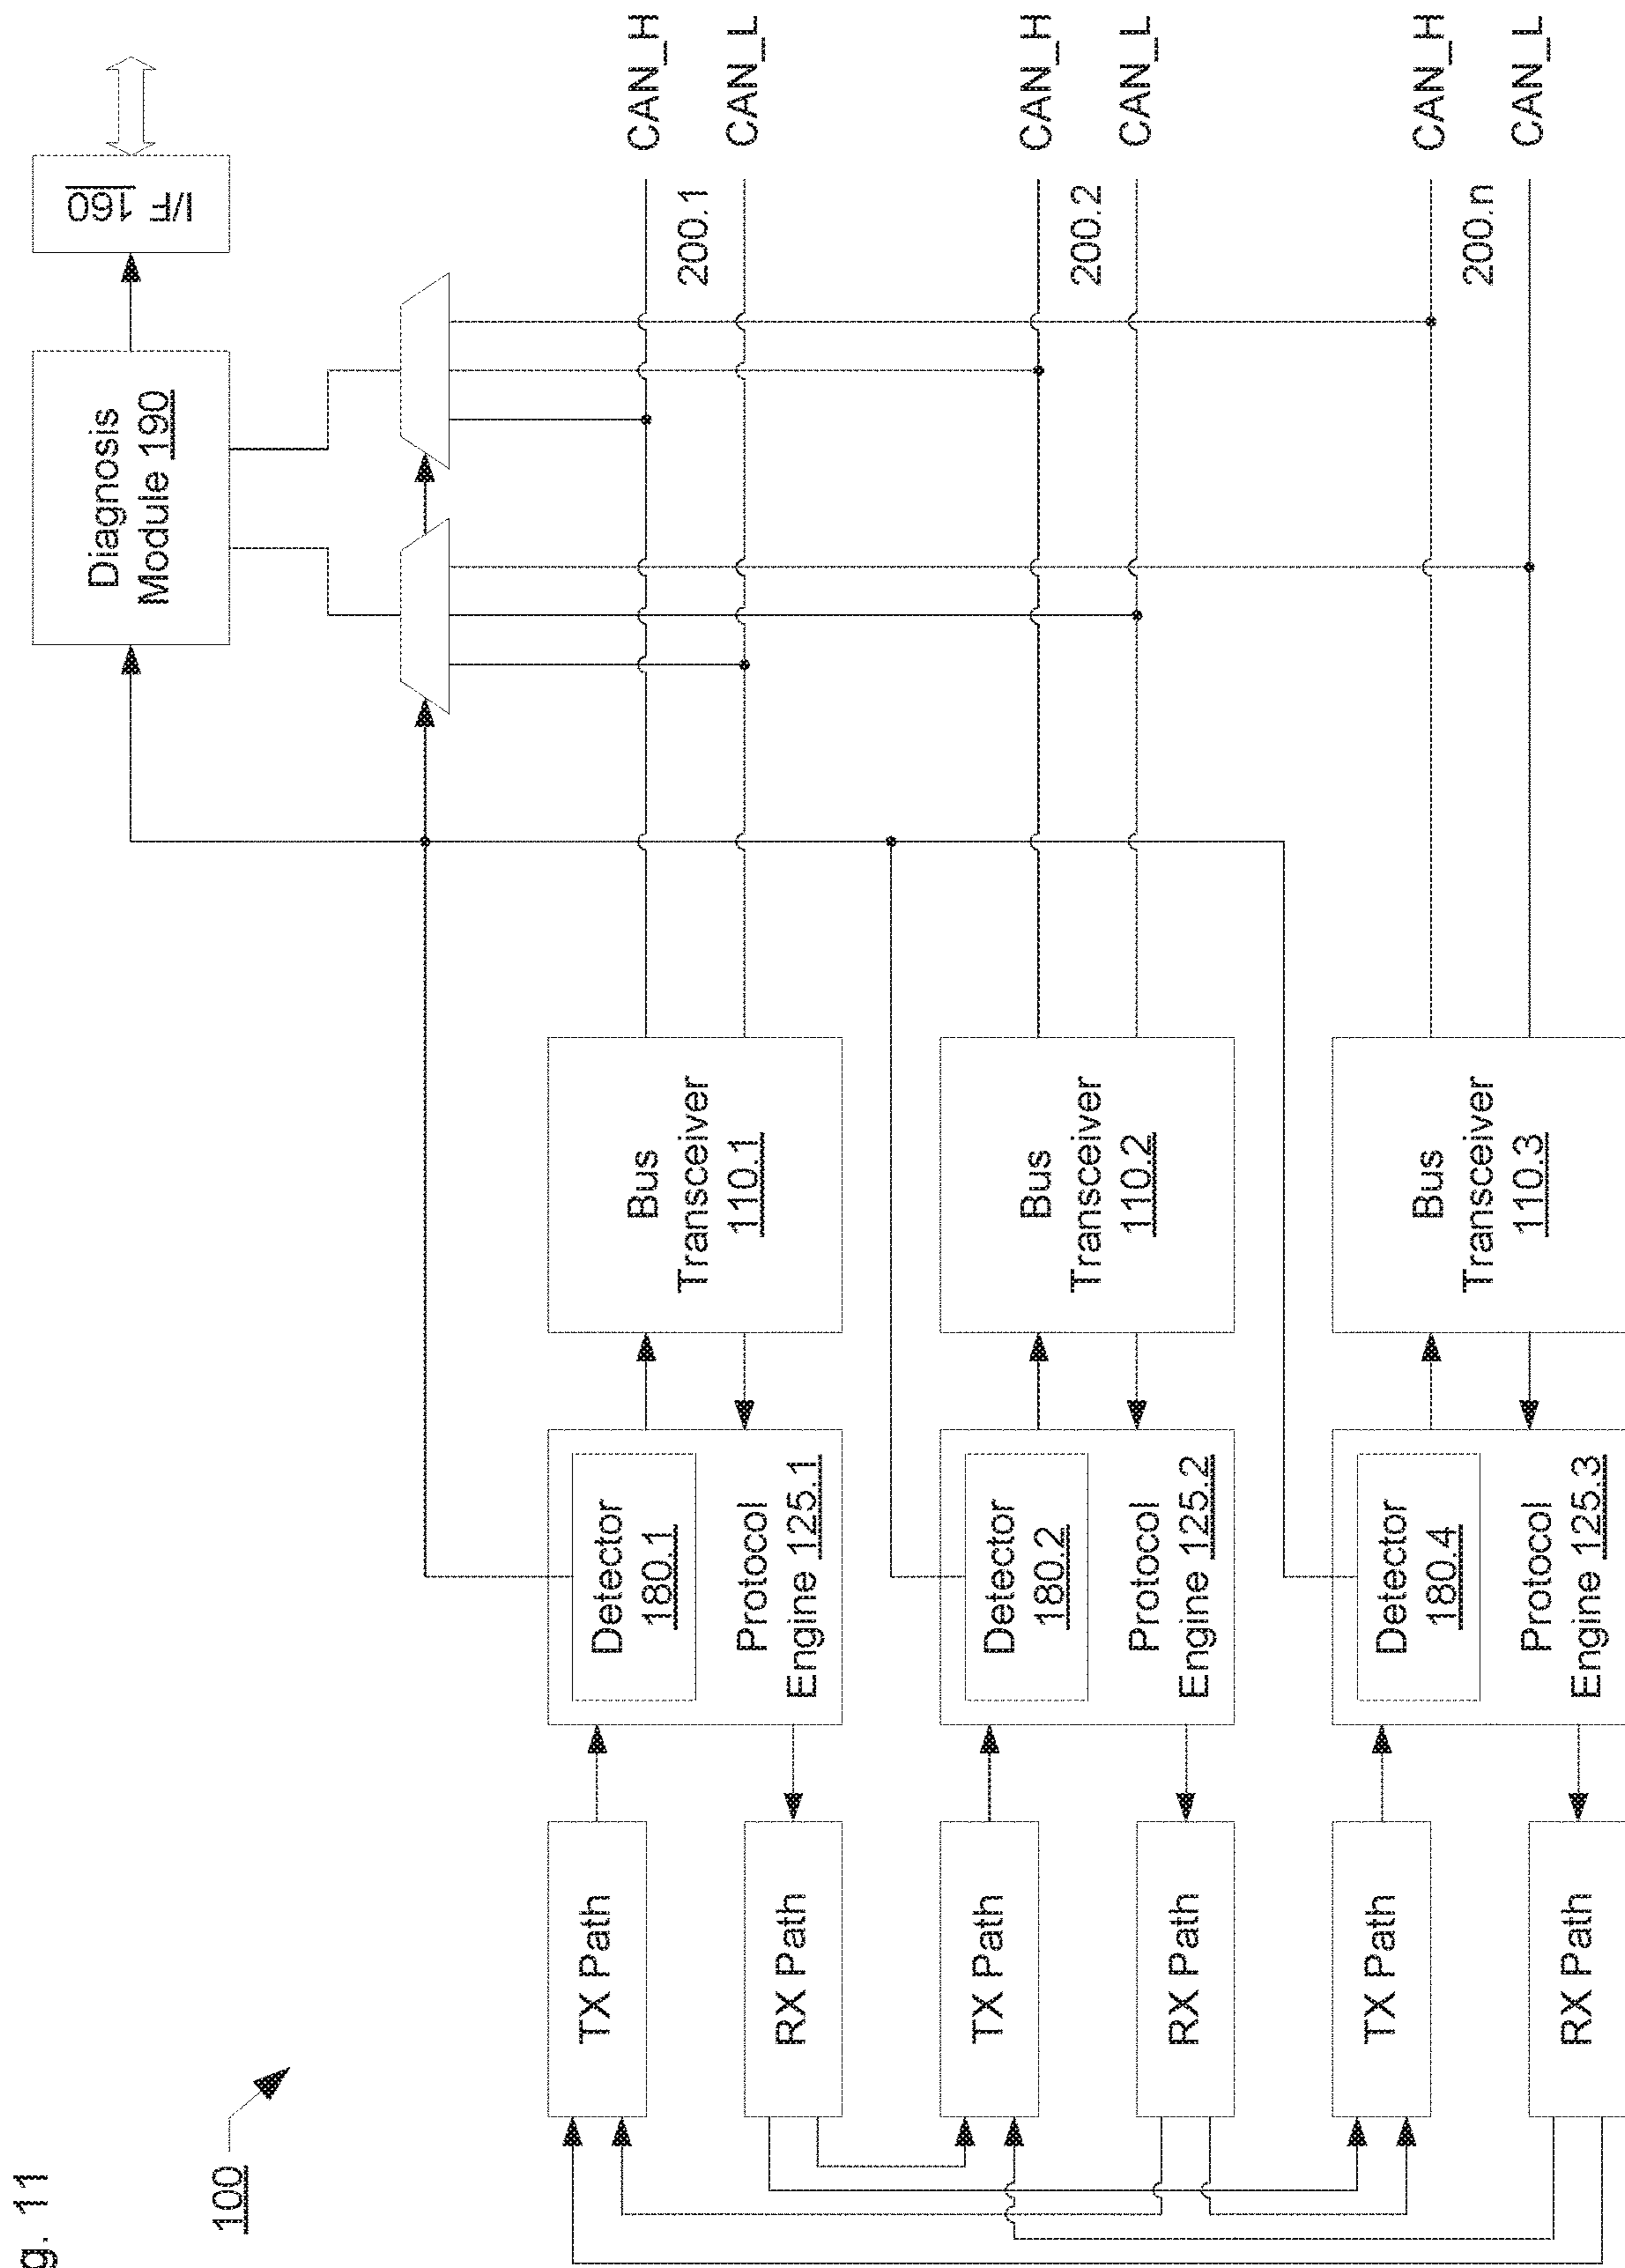 g. 11
100
Diagnosis
Module 190
I/F 160
CAN_H
200.1
CAN_L
CAN_H
200.2
CAN_L
CAN_H
200.n
CAN_L
TX Path
RX Path
Detector
180.1
Protocol
Engine 125.1
Bus
Transceiver
110.1
TX Path
RX Path
Detector
180.2
Protocol
Engine 125.2
Bus
Transceiver
110.2
TX Path
RX Path
Detector
180.4
Protocol
Engine 125.3
Bus
Transceiver
110.3